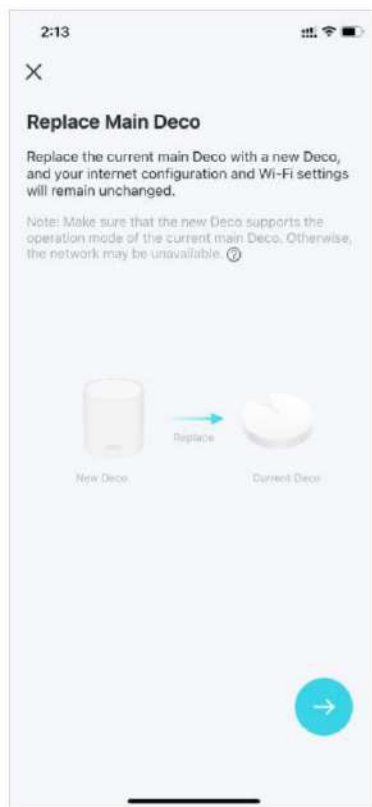 2:13
Replace Main Deco
Replace the current main Deco with a new Deco,
and your internet configuration and Wi-Fi settings
will remain unchanged.
Note: Make sure that the new Deco supports the
operation mode of the current main Deco. Otherwise,
the network may be unavailable. ?
Replace
New Deco
Current Deco